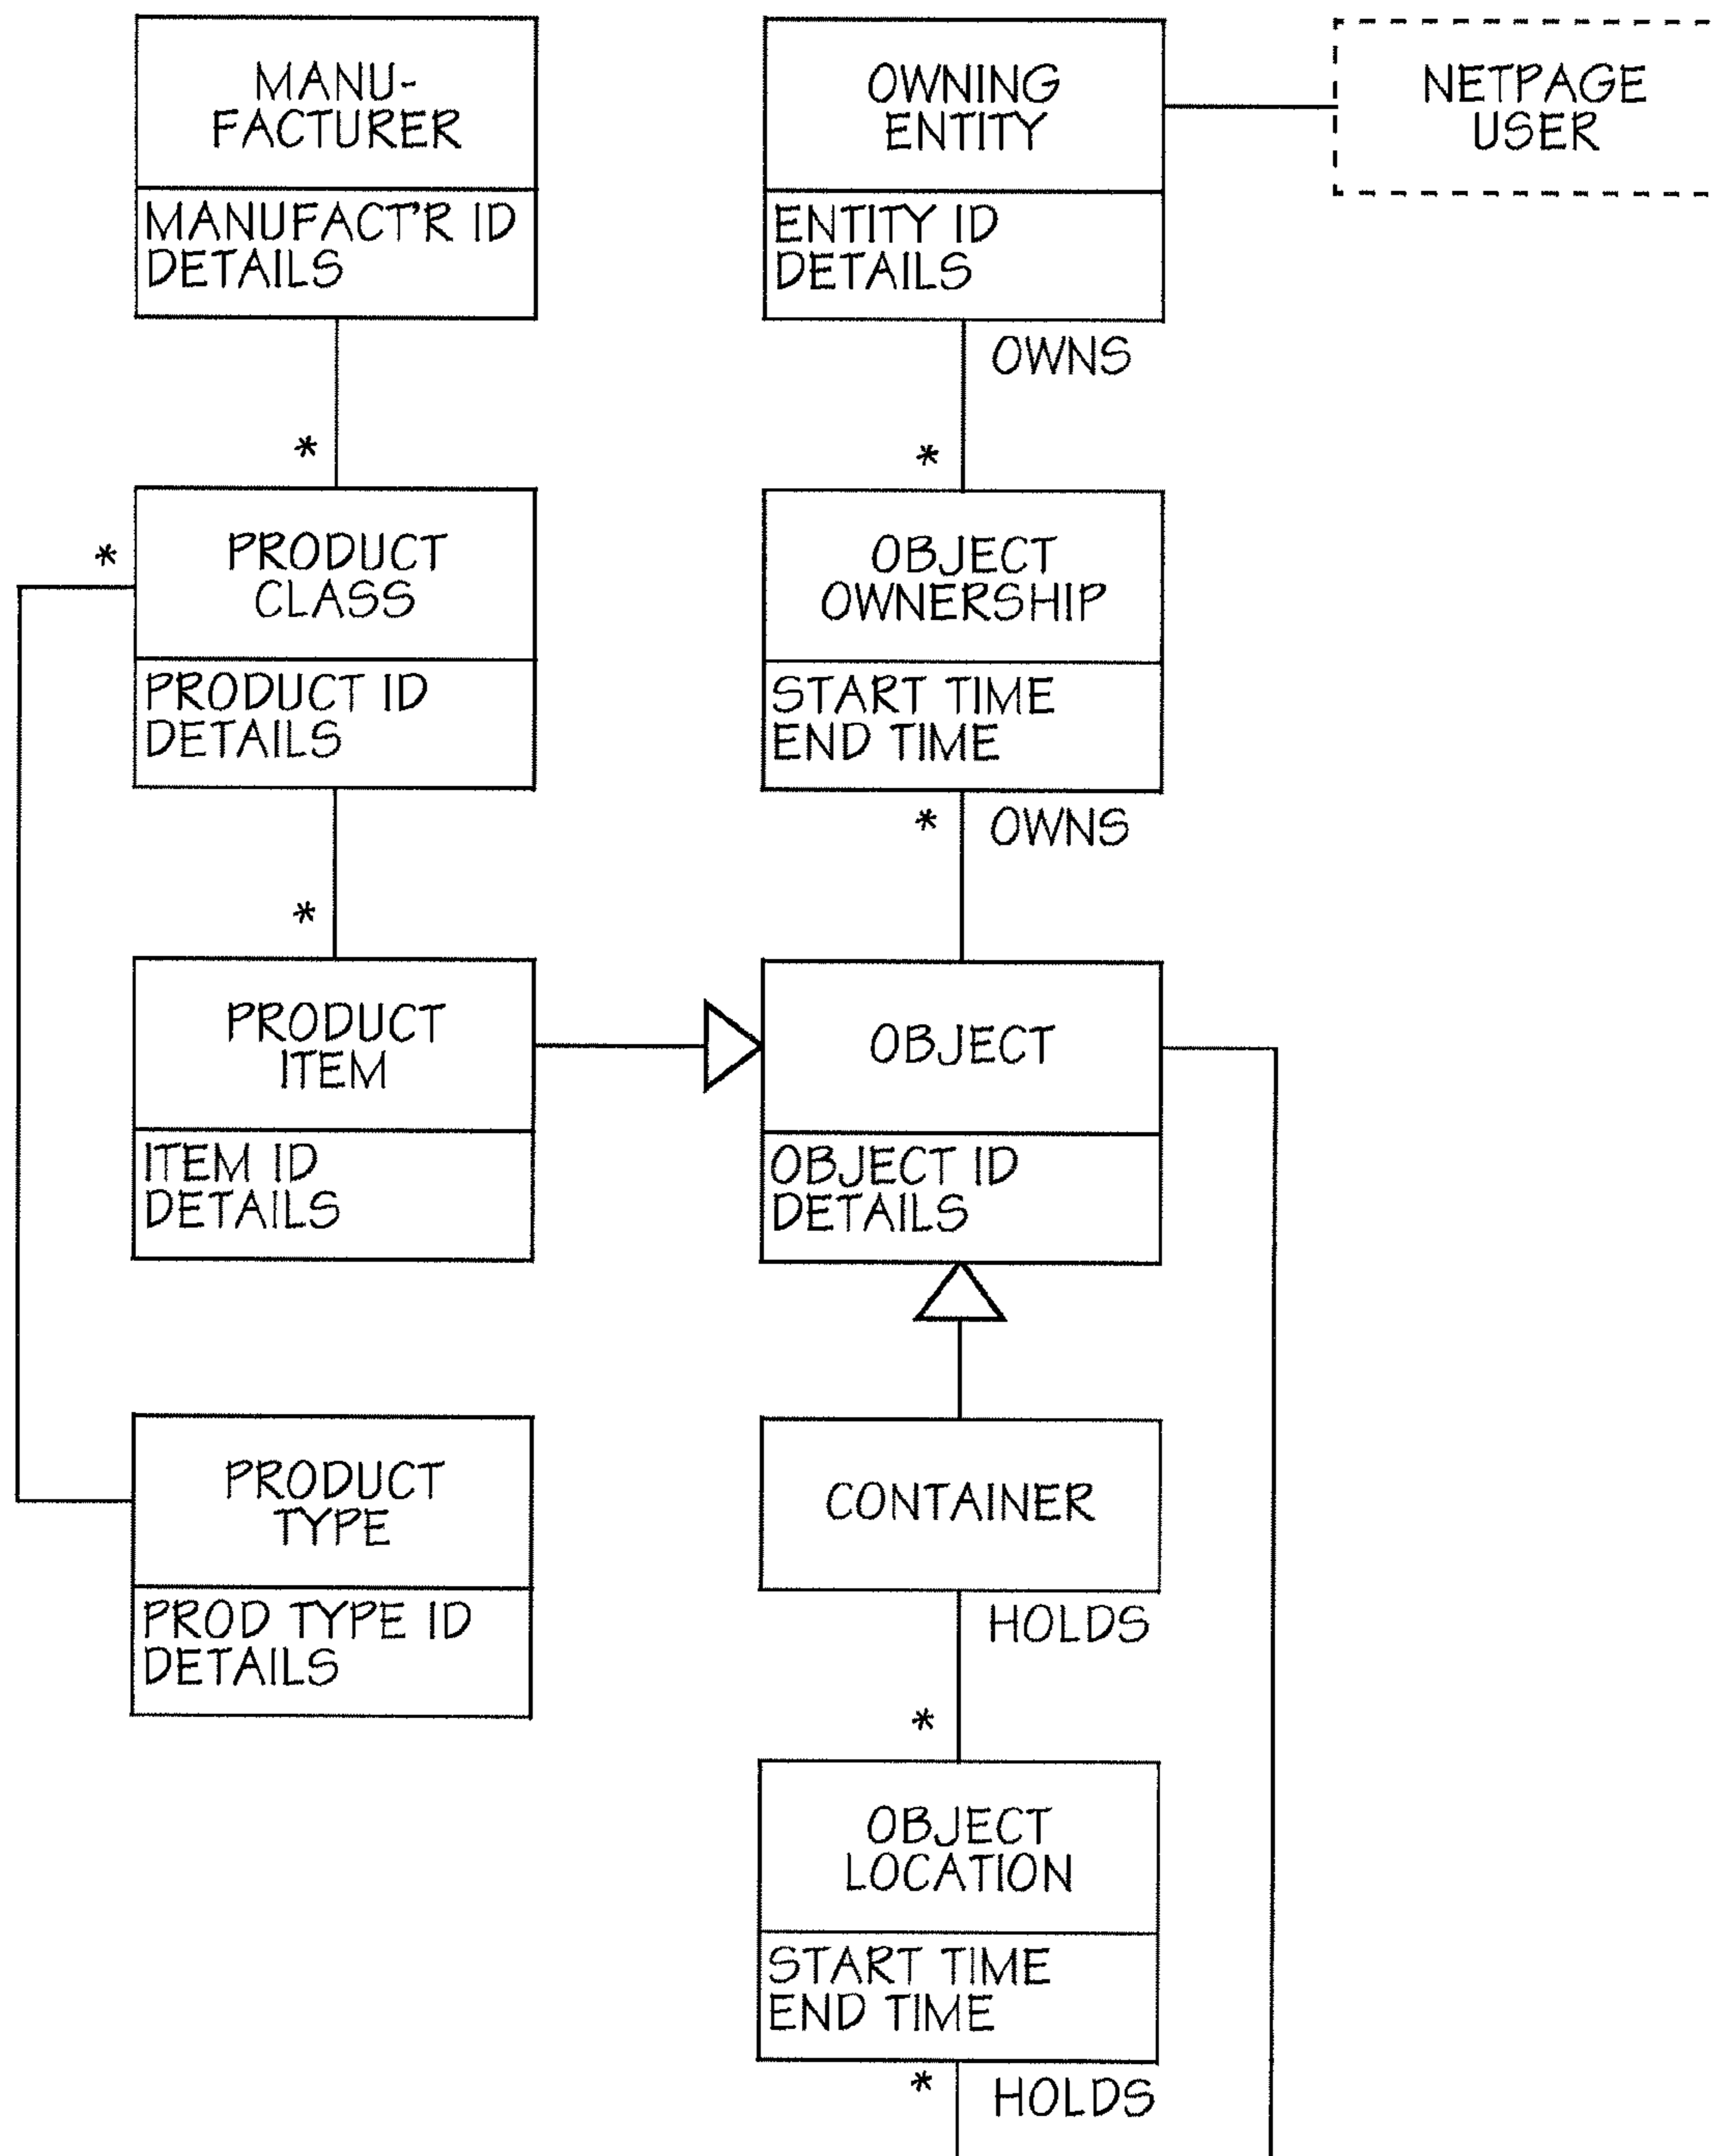 MANU-
FACTURER
MANUFACT'R ID
DETAILS
OWNING
ENTITY
ENTITY ID
DETAILS
NETPAGE
USER
OWNS
*
*
*
PRODUCT
CLASS
PRODUCT ID
DETAILS
OBJECT
OWNERSHIP
START TIME
END TIME
* OWNS
*
PRODUCT
ITEM
ITEM ID
DETAILS
OBJECT
OBJECT ID
DETAILS
PRODUCT
TYPE
PROD TYPE ID
DETAILS
CONTAINER
HOLDS
*
OBJECT
LOCATION
START TIME
END TIME
* HOLDS